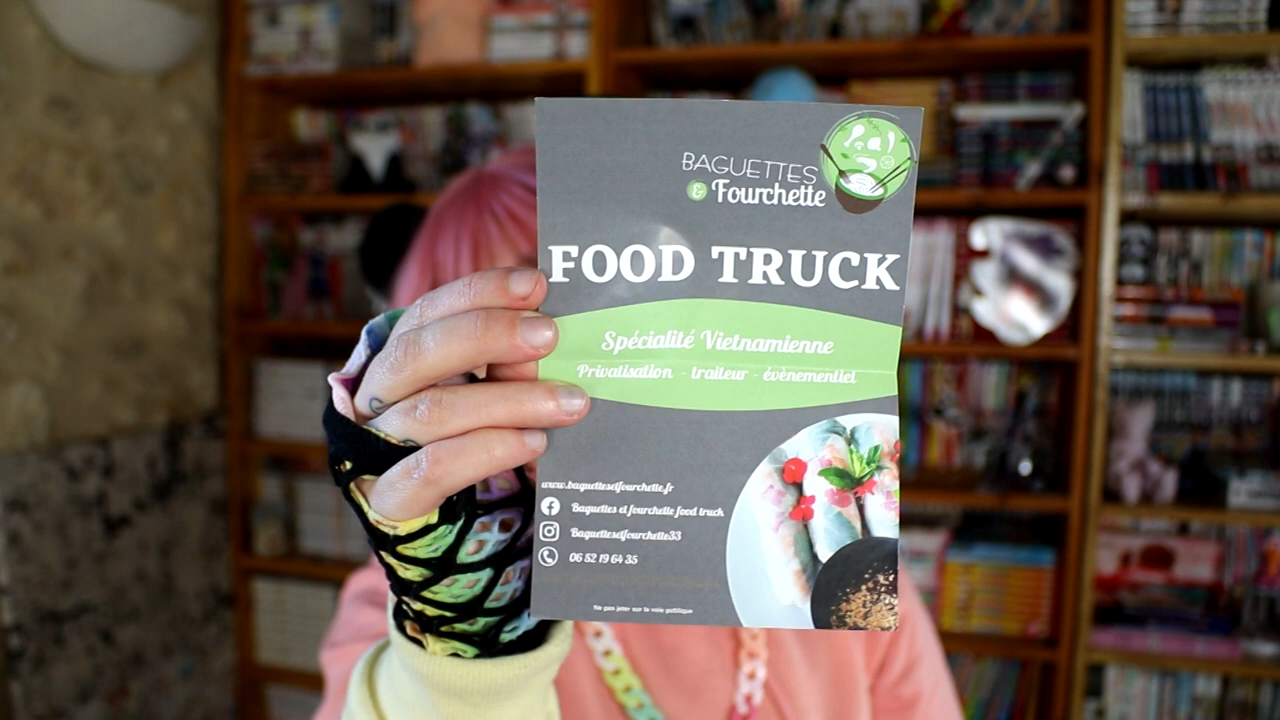 BAGUETTES
& Fourchette
FOOD TRUCK
Spécialité Vietnamienne
Privatisation - traiteur - évènementiel
www.baguettesetfourchette.fr
Baguettes et fourchette food truck
Baguettesetfourchette33
06 52 19 64 35
Ne pas jeter sur la voie publique